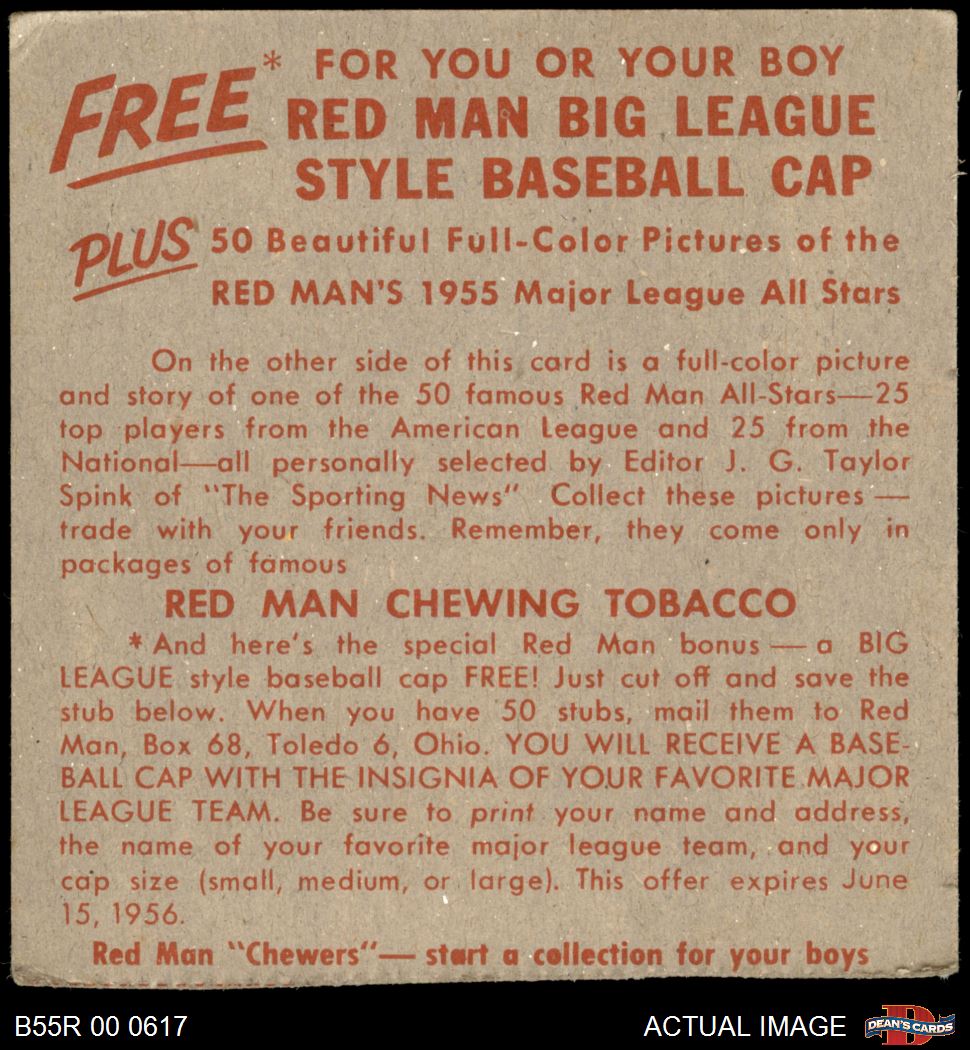 FREE* FOR YOU OR YOUR BOY
RED MAN BIG LEAGUE
STYLE BASEBALL CAP
PLUS 50 Beautiful Full-Color Pictures of the
RED MAN'S 1955 Major League All Stars
On the other side of this card is a full-color picture
and story of one of the 50 famous Red Man All-Stars—25
top players from the American League and 25 from the
National—all personally selected by Editor J. G. Taylor
Spink of "The Sporting News" Collect these pictures —
trade with your friends. Remember, they come only in
packages of famous
RED MAN CHEWING TOBACCO
*And here's the special Red Man bonus — a BIG
LEAGUE style baseball cap FREE! Just cut off and save the
stub below. When you have 50 stubs, mail them to Red
Man, Box 68, Toledo 6, Ohio. YOU WILL RECEIVE A BASE-
BALL CAP WITH THE INSIGNIA OF YOUR FAVORITE MAJOR
LEAGUE TEAM. Be sure to print your name and address,
the name of your favorite major league team, and your
cap size (small, medium, or large). This offer expires June
15, 1956.
Red Man "Chewers"— start a collection for your boys
B55R 00 0617
ACTUAL IMAGE
D
DEAN'S CARDS